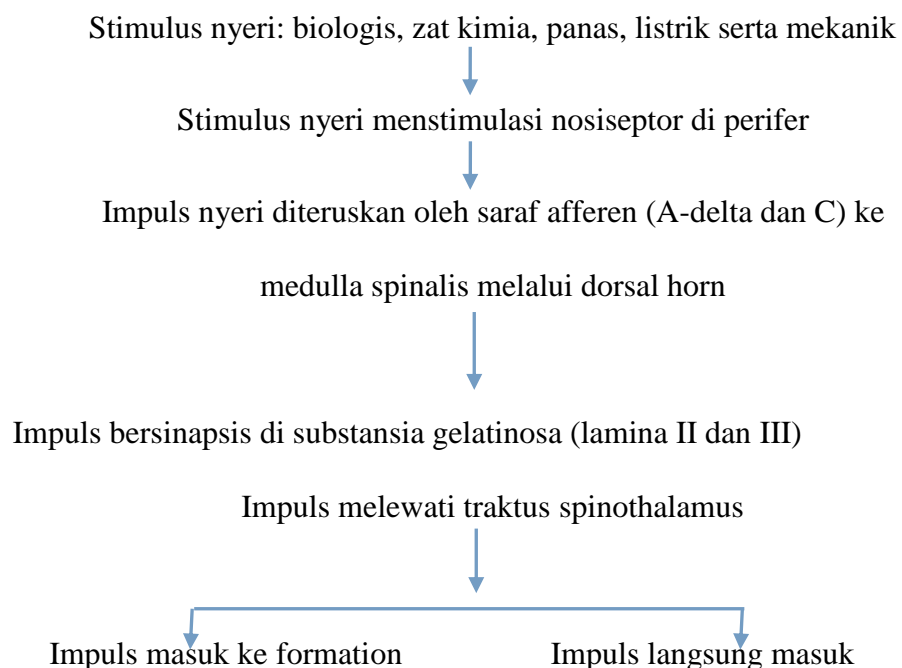 Stimulus nyeri: biologis, zat kimia, panas, listrik serta mekanik
Stimulus nyeri menstimulasi nosiseptor di perifer
Impuls nyeri diteruskan oleh saraf afferen (A-delta dan C) ke
medulla spinalis melalui dorsal horn
Impuls bersinapsis di substansia gelatinosa (lamina II dan III)
Impuls melewati traktus spinothalamus
Impuls masuk ke formation
Impuls langsung masuk